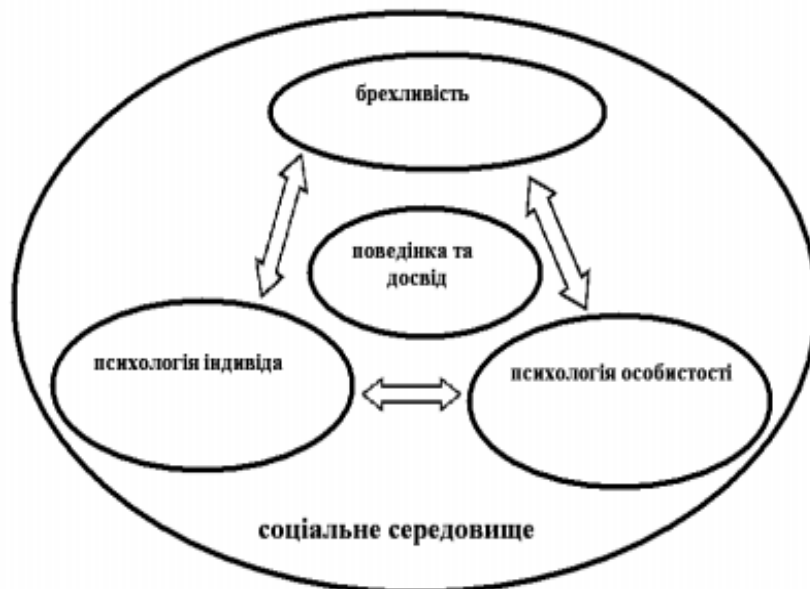 брехливість
поведінка та
досвід
психологія індивіда
психологія особистості
соціальне середовище